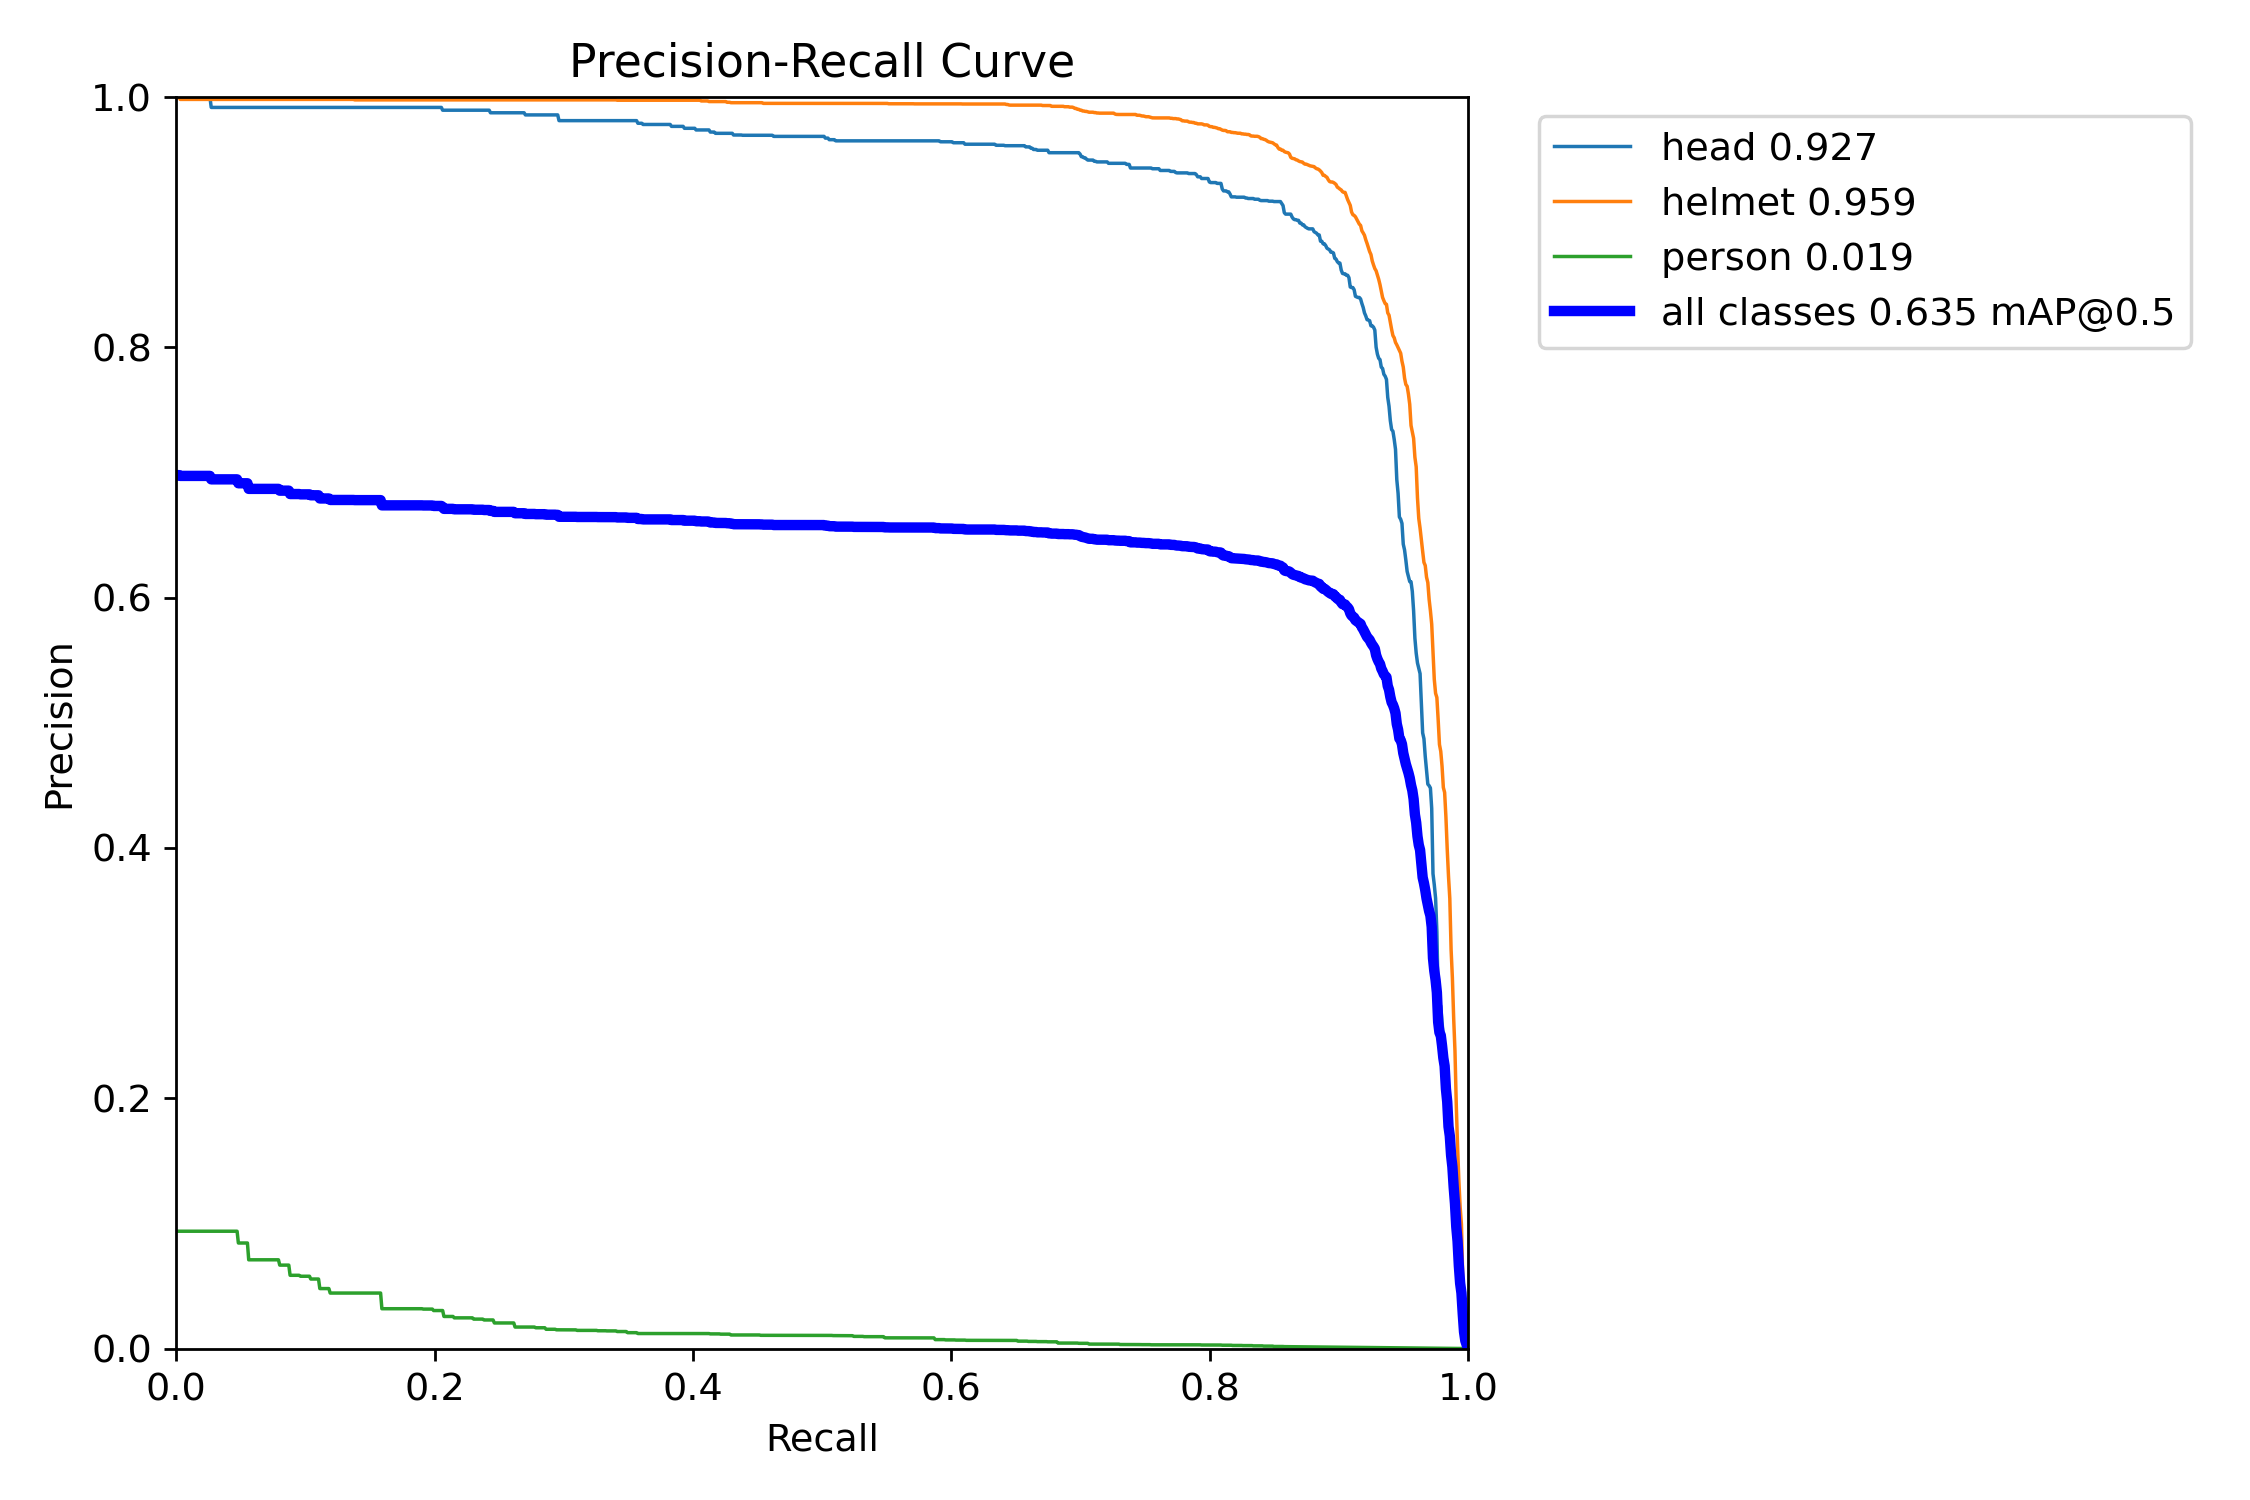 Precision-Recall Curve
1.0
0.8
0.6
0.4
0.2
0.0
Precision
0.0 0.2 0.4 0.6 0.8 1.0
Recall
head 0.927
helmet 0.959
person 0.019
all classes 0.635 mAP@0.5